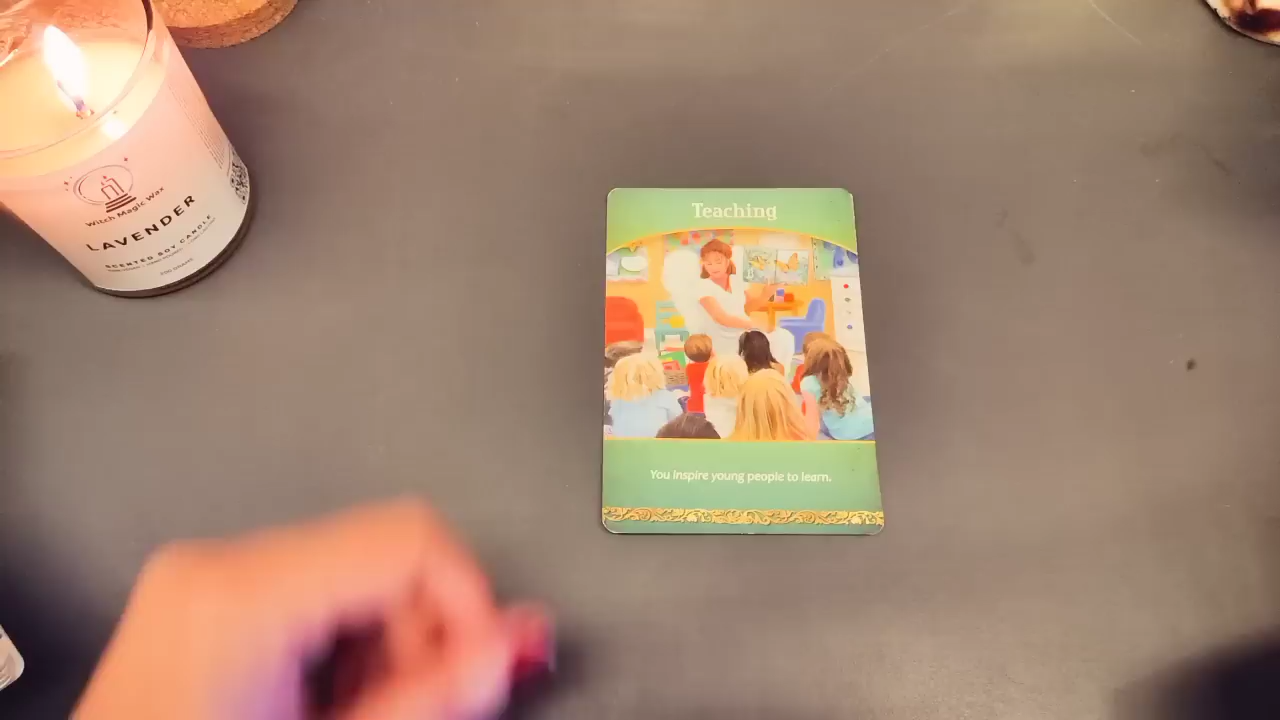 Witch Magic Wax
LAVENDER
SCENTED SOY CANDLE
Teaching
You inspire young people to learn.